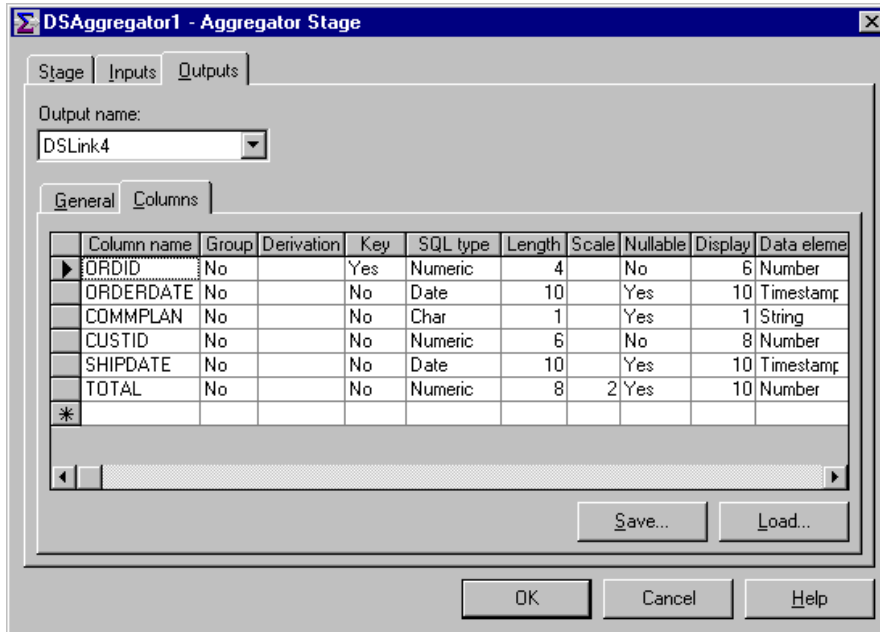 DSAggregator1 - Aggregator Stage
Stage Inputs Outputs
Output name:
DSLink4
General Columns
Column name Group Derivation Key SQL type Length Scale Nullable Display Data eleme
ORDID No Yes Numeric 4 No 6 Number
ORDERDATE No No Date 10 Yes 10 Timestamp
COMMPLAN No No Char 1 Yes 1 String
CUSTID No No Numeric 6 No 8 Number
SHIPDATE No No Date 10 Yes 10 Timestamp
TOTAL No No Numeric 8 2 Yes 10 Number
Save... Load...
OK Cancel Help